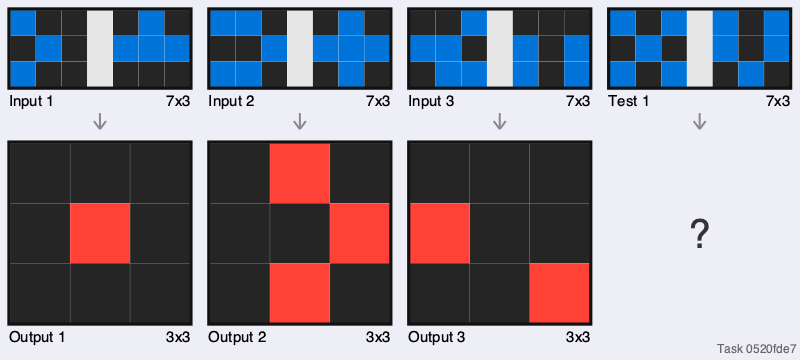 Input 1 7x3 Input 2 7x3 Input 3 7x3 Test 1 7x3
?
Output 1 3x3 Output 2 3x3 Output 3 3x3
Task 0520fde7